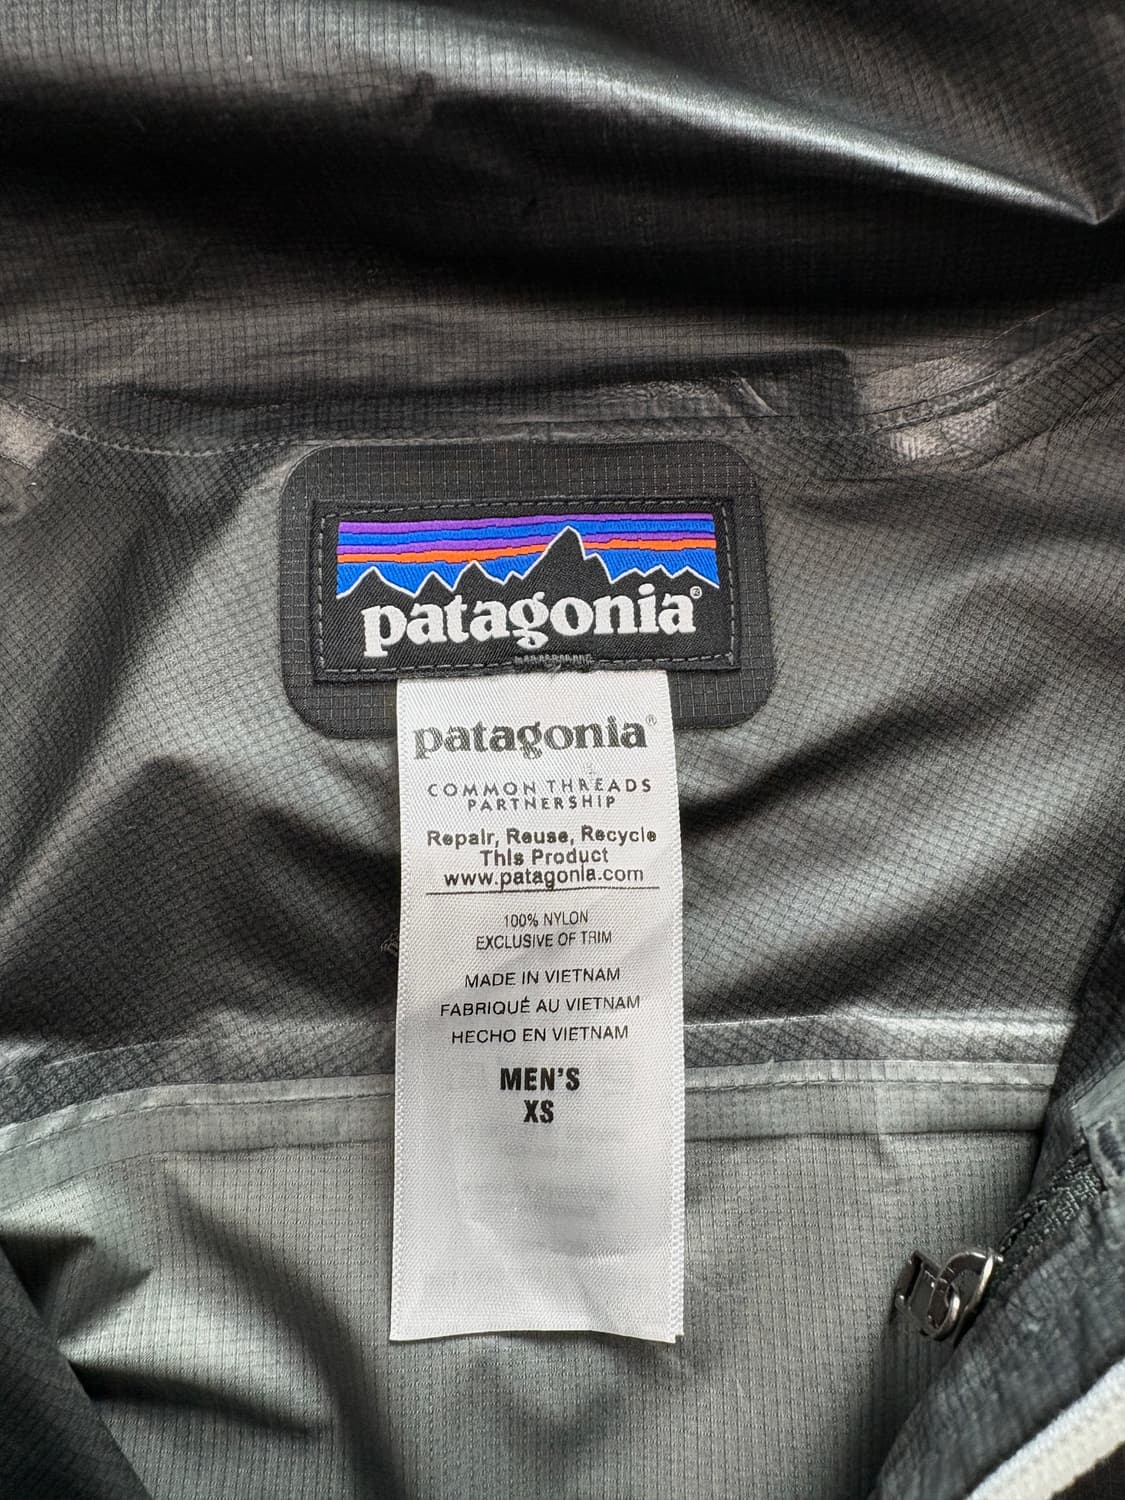 patagonia®
patagonia®
COMMON THREADS
PARTNERSHIP
Repair, Reuse, Recycle
This Product
www.patagonia.com
100% NYLON
EXCLUSIVE OF TRIM
MADE IN VIETNAM
FABRIQUÉ AU VIETNAM
HECHO EN VIETNAM
MEN'S
XS